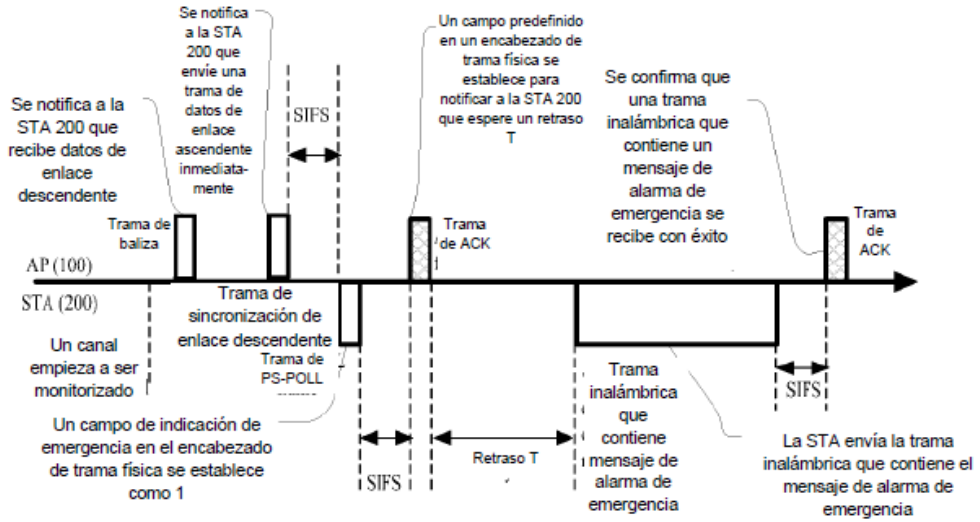 Se notifica
a la STA
200 que
envíe una
trama de
datos de
enlace
ascendente
inmediata-
mente
Un campo predefinido
en un encabezado de
trama física se
establece para
notificar a la STA 200
que espere un retraso
T
Se confirma que
una trama
inalámbrica que
contiene un
mensaje de
alarma de
emergencia se
recibe con éxito
Se notifica a la
STA 200 que
recibe datos de
enlace
descendente
SIFS
Trama de
baliza
Trama
de ACK
Trama
de
ACK
AP (100)
STA (200)
Trama de
sincronización de
enlace descendente
Un canal
empieza a ser
monitorizado
Trama de
PS-POLL
Un campo de indicación de
emergencia en el encabezado
de trama física se establece
como 1
SIFS
Retraso T
Trama
inalámbrica
que
contiene
mensaje de
alarma de
emergencia
SIFS
La STA envía la trama
inalámbrica que contiene el
mensaje de alarma de
emergencia